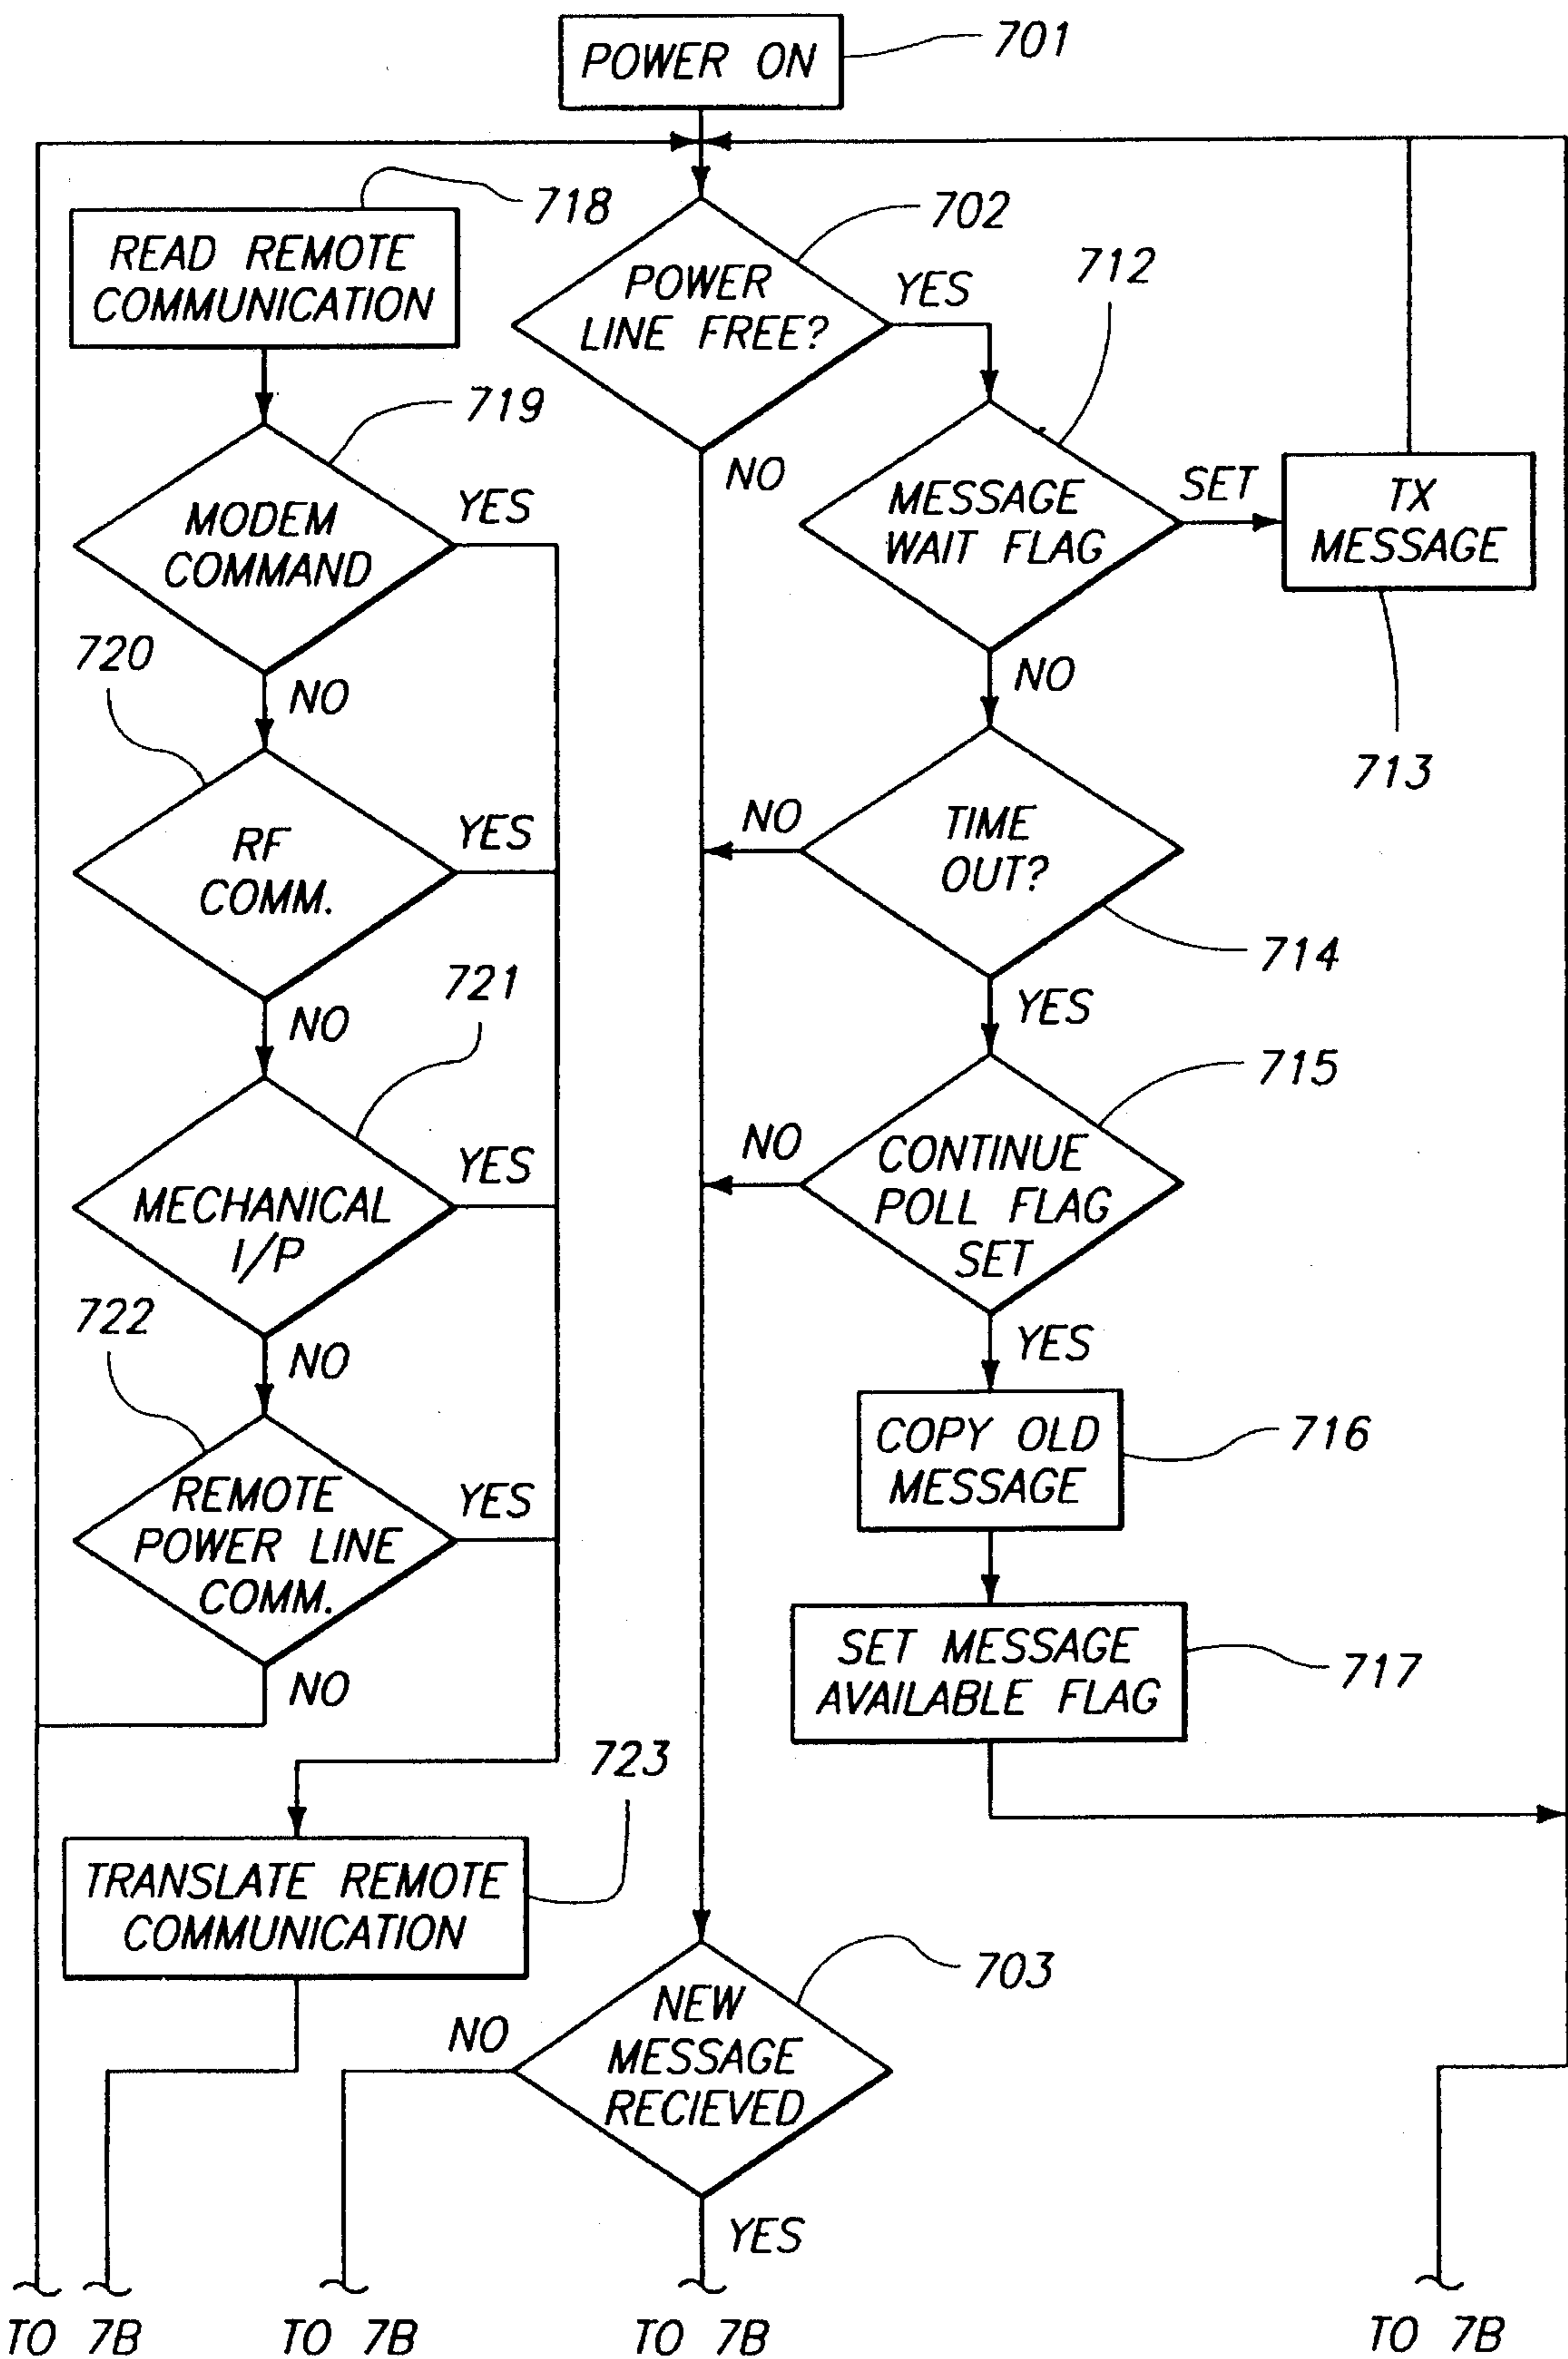 POWER ON
701
718
READ REMOTE
COMMUNICATION
702
POWER
LINE FREE?
YES
NO
712
MESSAGE
WAIT FLAG
SET
TX
MESSAGE
713
NO
719
MODEM
COMMAND
YES
NO
720
RF
COMM.
YES
NO
TIME
OUT?
NO
714
YES
721
MECHANICAL
I/P
YES
NO
715
CONTINUE
POLL FLAG
SET
NO
YES
722
REMOTE
POWER LINE
COMM.
YES
NO
COPY OLD
MESSAGE
716
SET MESSAGE
AVAILABLE FLAG
717
723
TRANSLATE REMOTE
COMMUNICATION
703
NEW
MESSAGE
RECIEVED
NO
YES
TO 7B
TO 7B
TO 7B
TO 7B